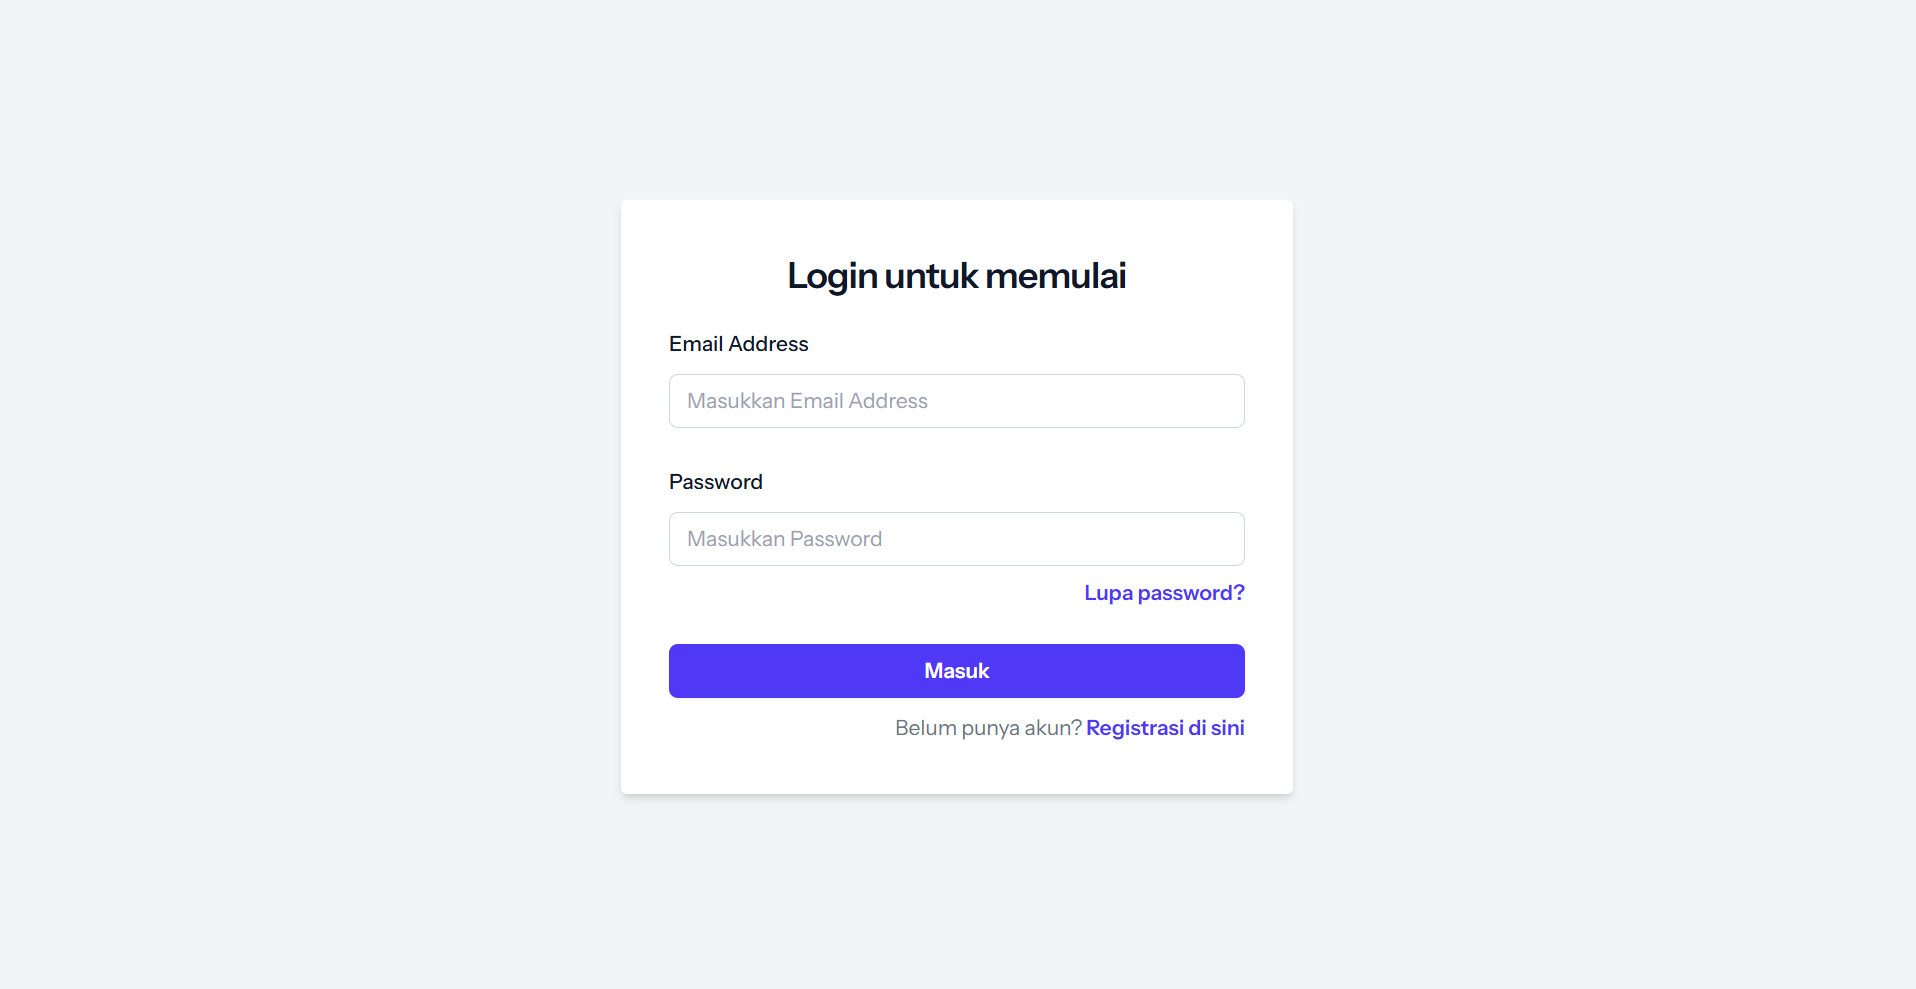 Login untuk memulai
Email Address
Masukkan Email Address
Password
Masukkan Password
Lupa password?
Masuk
Belum punya akun? Registrasi di sini